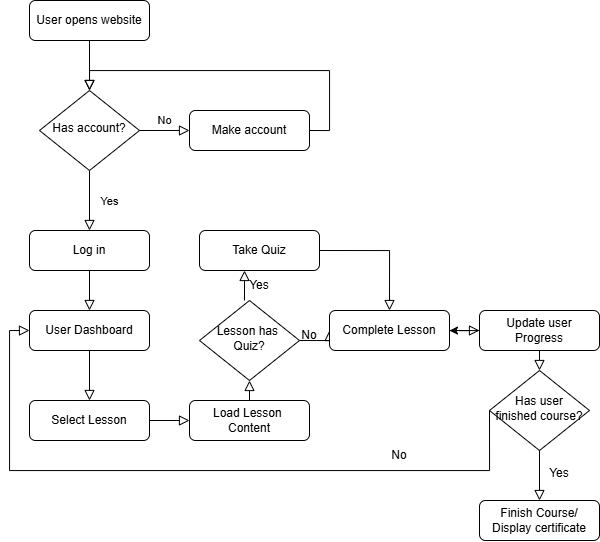 User opens website
Has account?
No
Make account
Yes
Log in
Take Quiz
Yes
User Dashboard
Lesson has
Quiz?
No
Complete Lesson
Update user
Progress
Select Lesson
Load Lesson
Content
Has user
finished course?
No
Yes
Finish Course/
Display certificate